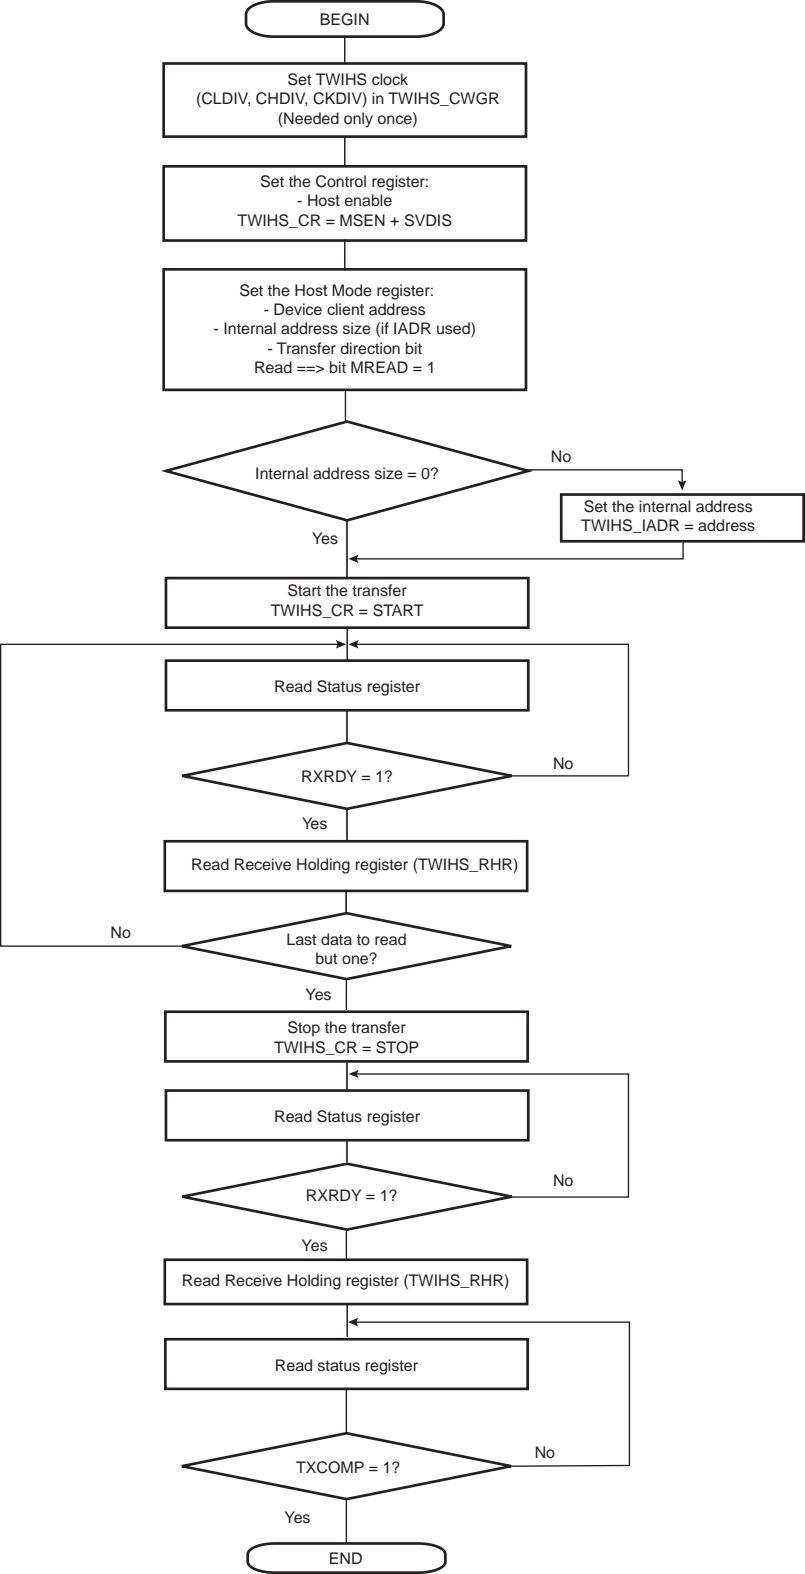 BEGIN
Set TWIHS clock
(CLDIV, CHDIV, CKDIV) in TWIHS_CWGR
(Needed only once)
Set the Control register:
- Host enable
TWIHS_CR = MSEN + SVDIS
Set the Host Mode register:
- Device client address
- Internal address size (if IADR used)
- Transfer direction bit
Read ==> bit MREAD = 1
Internal address size = 0?
No
Set the internal address
TWIHS_IADR = address
Yes
Start the transfer
TWIHS_CR = START
Read Status register
RXRDY = 1?
No
Yes
Read Receive Holding register (TWIHS_RHR)
No
Last data to read
but one?
Yes
Stop the transfer
TWIHS_CR = STOP
Read Status register
RXRDY = 1?
No
Yes
Read Receive Holding register (TWIHS_RHR)
Read status register
TXCOMP = 1?
No
Yes
END